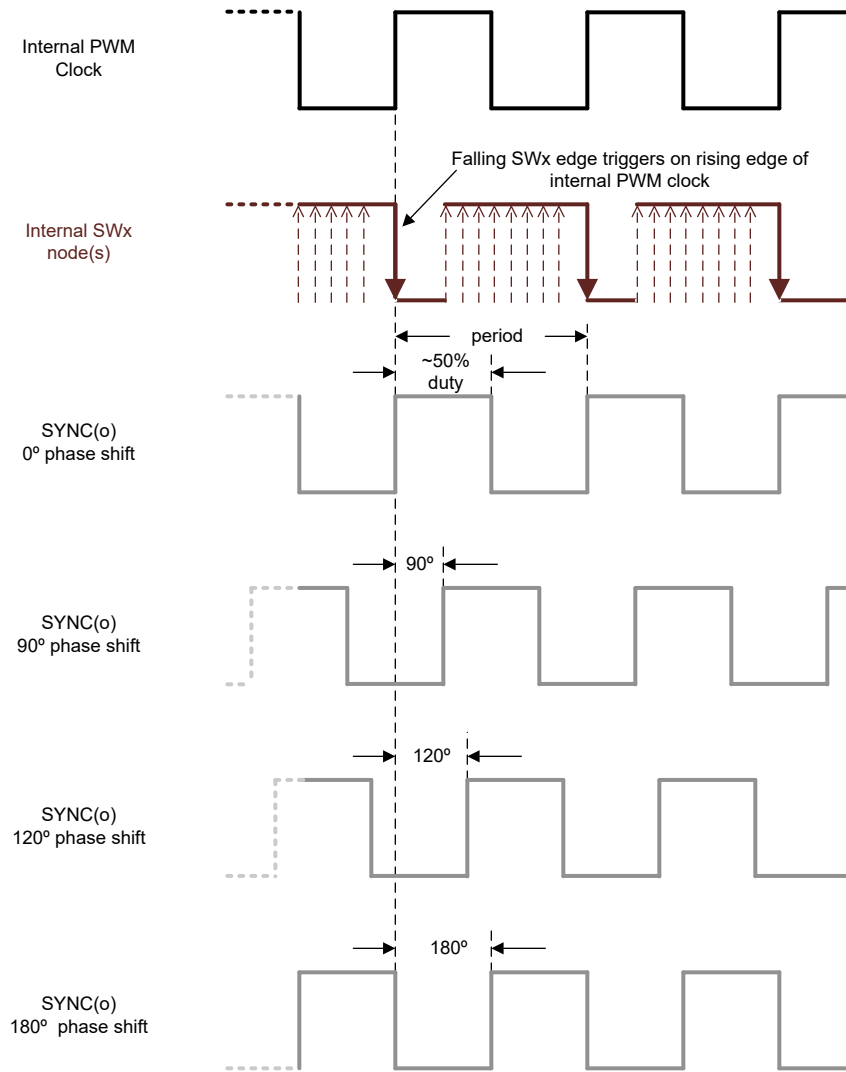 Internal PWM
Clock
Falling SWx edge triggers on rising edge of
internal PWM clock
Internal SWx
node(s)
period
~50%
duty
SYNC(o)
0º phase shift
90º
SYNC(o)
90º phase shift
120º
SYNC(o)
120º phase shift
180º
SYNC(o)
180º phase shift